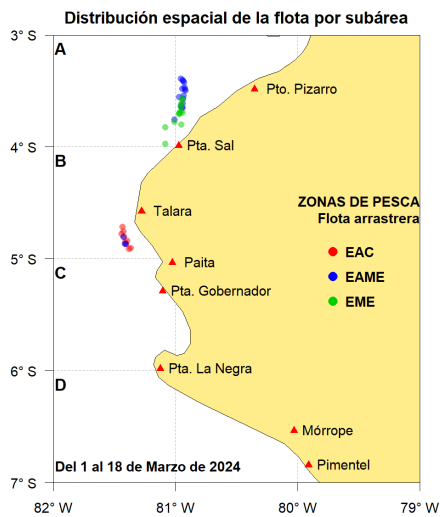 Distribución espacial de la flota por subárea
3° S
A
Pto. Pizarro
4° S
Pta. Sal
B
ZONAS DE PESCA
Talara
Flota arrastrera
EAC
5° S
Paita
C
EAME
Pta. Gobernador
EME
6° S
Pta. La Negra
D
Mórrope
Del 1 al 18 de Marzo de 2024
Pimentel
7° S
82° W
81° W
80° W
79° W